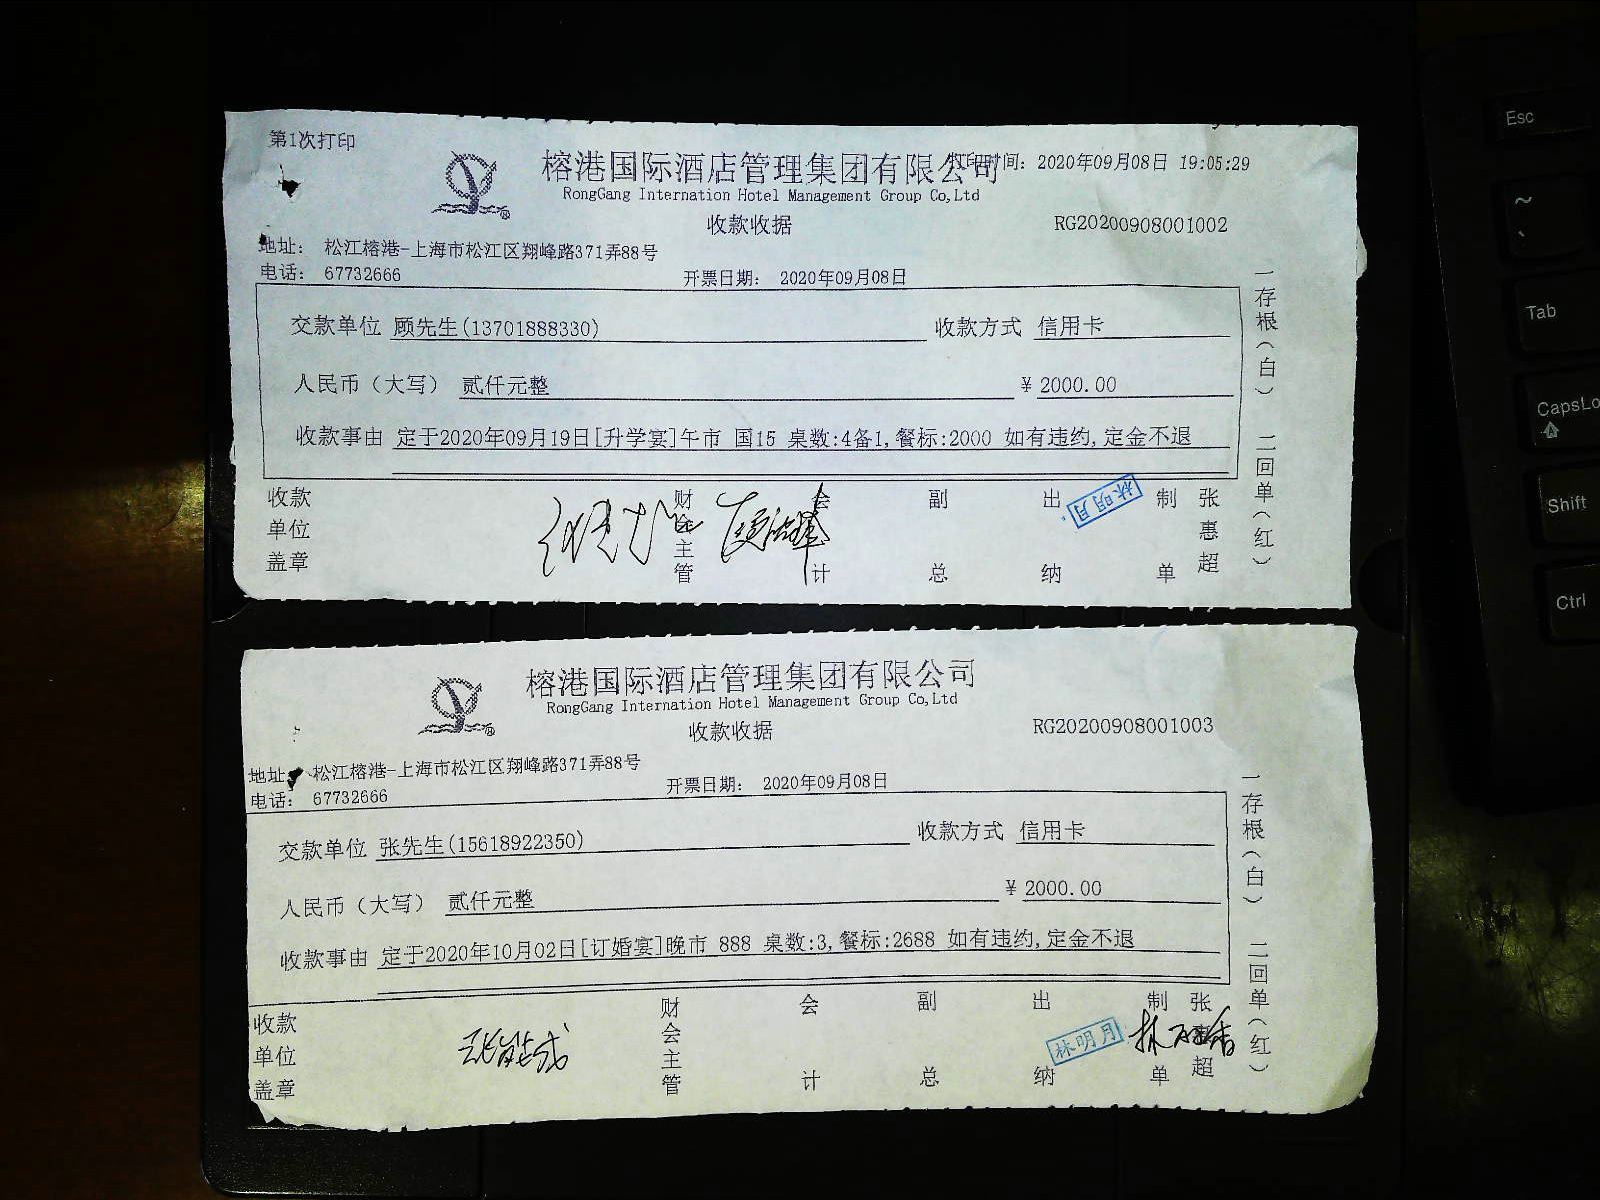 第1次打印
榕港国际酒店管理集团有限公司
打印时间: 2020年09月08日 19:05:29
RongGang Internation Hotel Management Group Co,Ltd
收款收据
RG20200908001002
地址: 松江榕港-上海市松江区翔峰路371弄88号
电话: 67732666
开票日期: 2020年09月08日
交款单位 顾先生(13701888330) 收款方式 信用卡
人民币（大写） 贰仟元整 ¥ 2000.00
收款事由 定于2020年09月19日[升学宴]午市 国15 桌数:4备1,餐标:2000 如有违约,定金不退
收款单位盖章 财会主管 会计 副总 出纳 林明月 制单 张惠超
一存根(白) 二回单(红)
榕港国际酒店管理集团有限公司
RongGang Internation Hotel Management Group Co,Ltd
收款收据
RG20200908001003
地址: 松江榕港-上海市松江区翔峰路371弄88号
电话: 67732666
开票日期: 2020年09月08日
交款单位 张先生(15618922350) 收款方式 信用卡
人民币（大写） 贰仟元整 ¥ 2000.00
收款事由 定于2020年10月02日[订婚宴]晚市 888 桌数:3,餐标:2688 如有违约,定金不退
收款单位盖章 财会主管 会计 副总 出纳 林明月 制单 张惠超
一存根(白) 二回单(红)
Esc
~
Tab
CapsLo
Shift
Ctrl